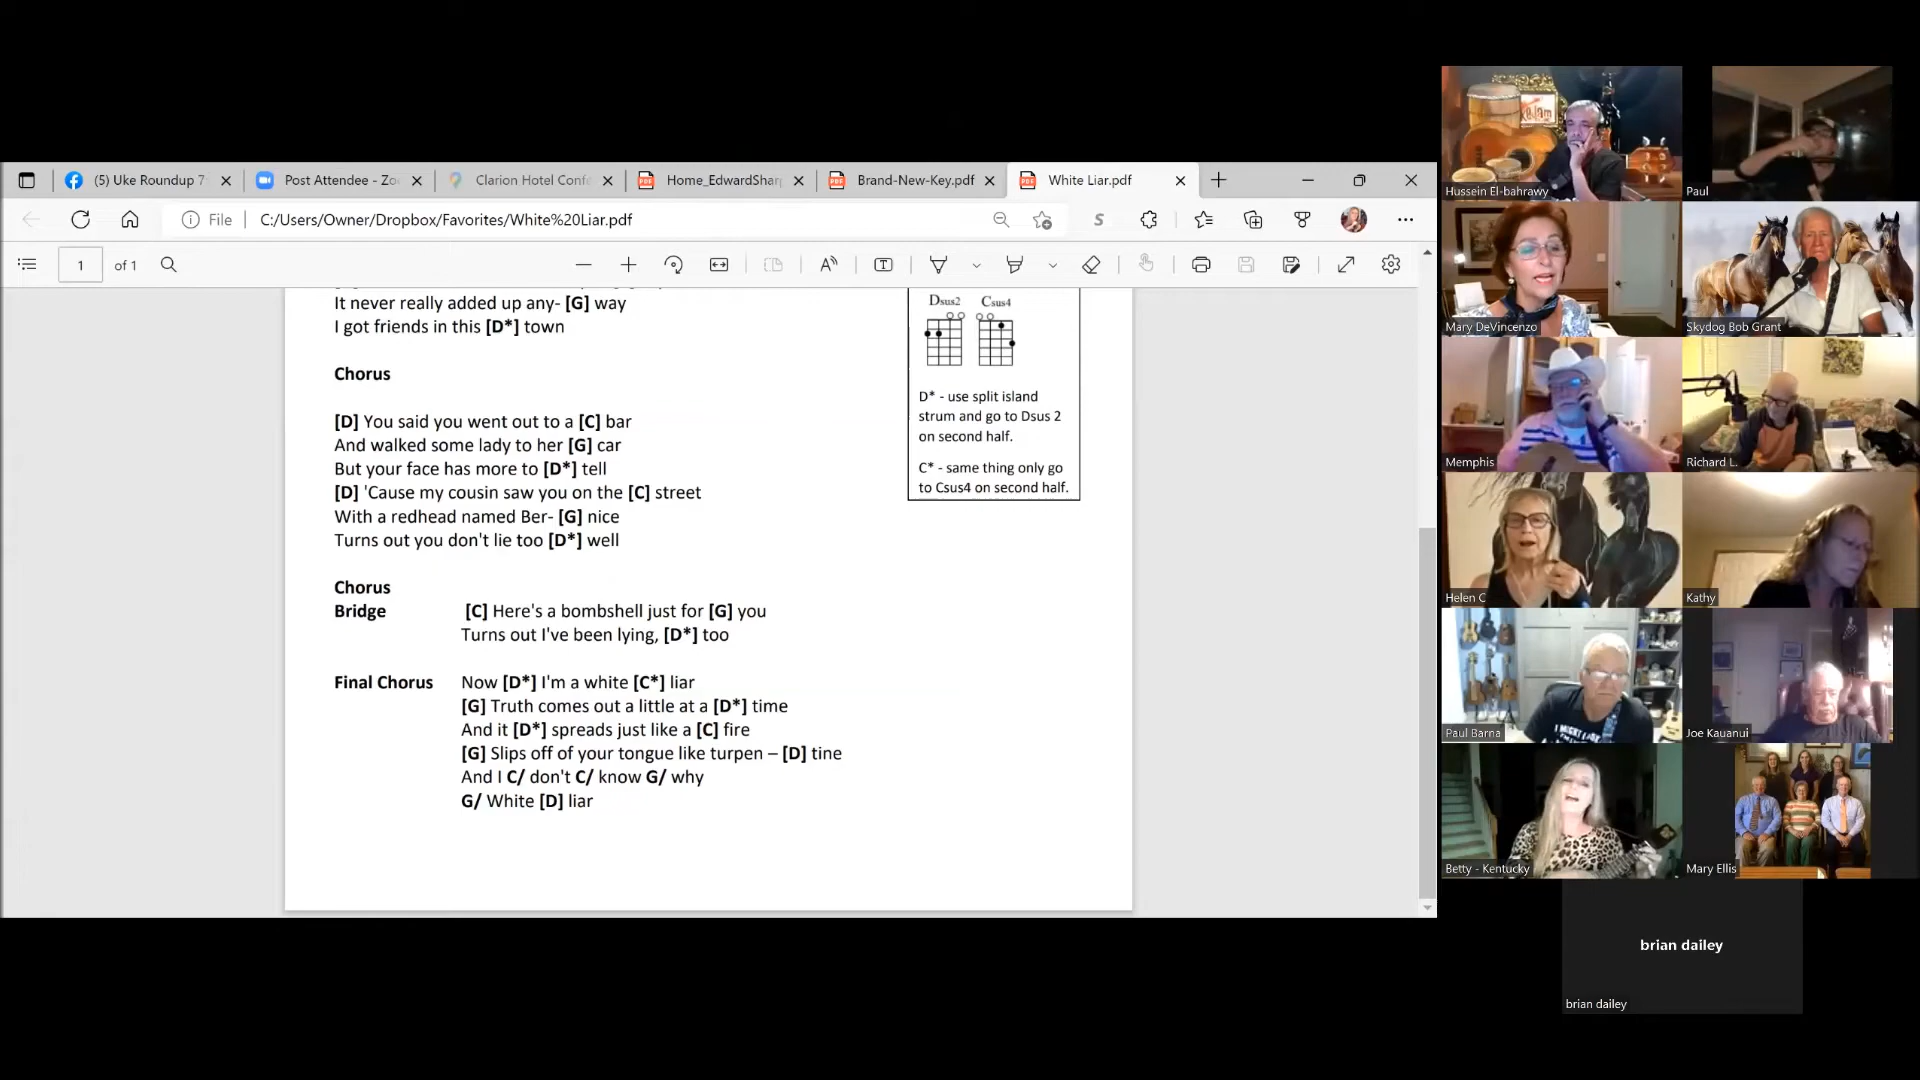 (5) Uke Roundup 7
Post Attendee - Zo
Clarion Hotel Confe
Home_EdwardShar
Brand-New-Key.pdf
White Liar.pdf
File
C:/Users/Owner/Dropbox/Favorites/White%20Liar.pdf
1 of 1
It never really added up any- [G] way
I got friends in this [D*] town
Chorus
[D] You said you went out to a [C] bar
And walked some lady to her [G] car
But your face has more to [D*] tell
[D] 'Cause my cousin saw you on the [C] street
With a redhead named Ber- [G] nice
Turns out you don't lie too [D*] well
Chorus
Bridge [C] Here's a bombshell just for [G] you
Turns out I've been lying, [D*] too
Final Chorus Now [D*] I'm a white [C*] liar
[G] Truth comes out a little at a [D*] time
And it [D*] spreads just like a [C] fire
[G] Slips off of your tongue like turpen – [D] tine
And I C/ don't C/ know G/ why
G/ White [D] liar
Dsus2 Csus4
D* - use split island
strum and go to Dsus 2
on second half.
C* - same thing only go
to Csus4 on second half.
Hussein El-bahrawy
Paul
Mary DeVincenzo
Skydog Bob Grant
Memphis
Richard L.
Helen C
Kathy
Paul Barna
Joe Kauanui
Betty - Kentucky
Mary Ellis
brian dailey
brian dailey